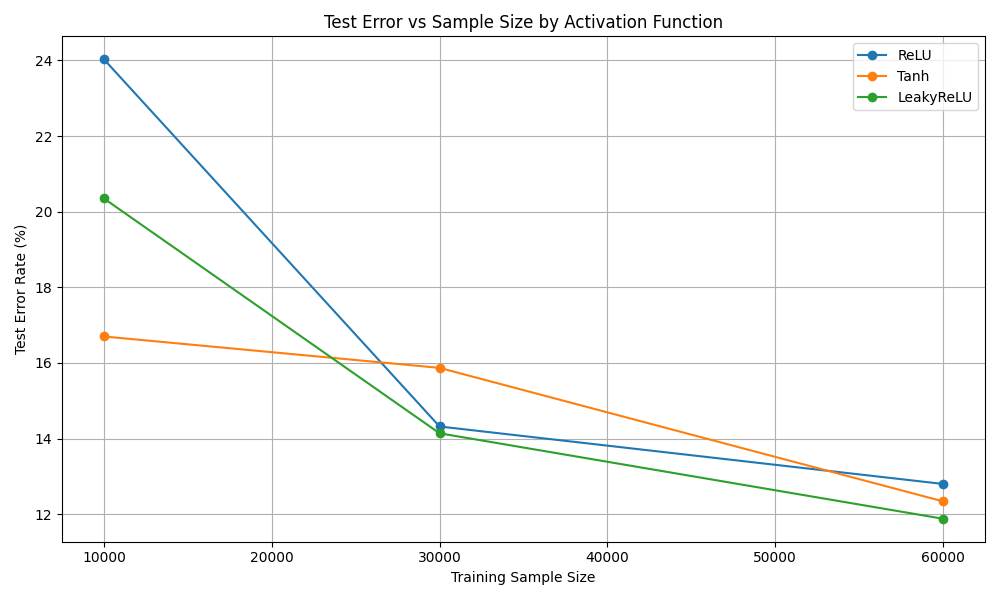 Test Error vs Sample Size by Activation Function
ReLU
Tanh
LeakyReLU
24
22
20
18
16
14
12
Test Error Rate (%)
10000 20000 30000 40000 50000 60000
Training Sample Size